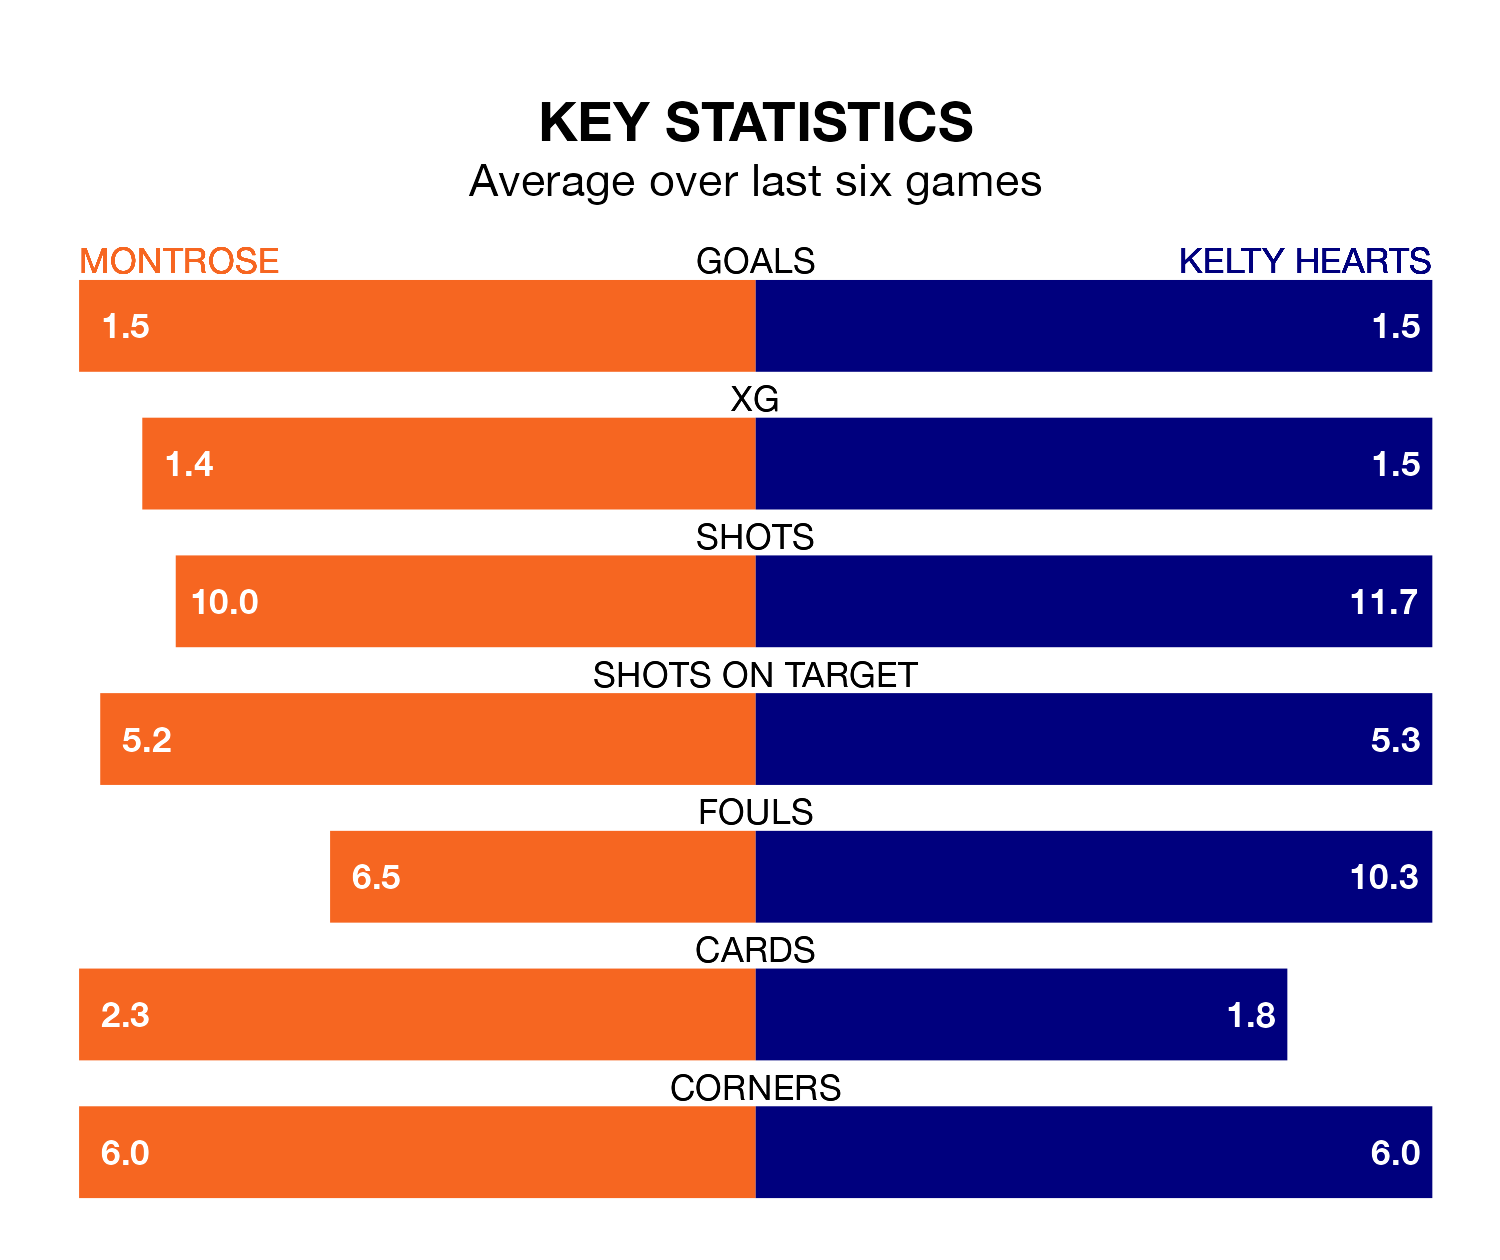 KEY STATISTICS
Average over last six games
MONTROSE GOALS KELTY HEARTS
1.5 1.5
XG
1.4 1.5
SHOTS
10.0 11.7
SHOTS ON TARGET
5.2 5.3
FOULS
6.5 10.3
CARDS
2.3 1.8
CORNERS
6.0 6.0